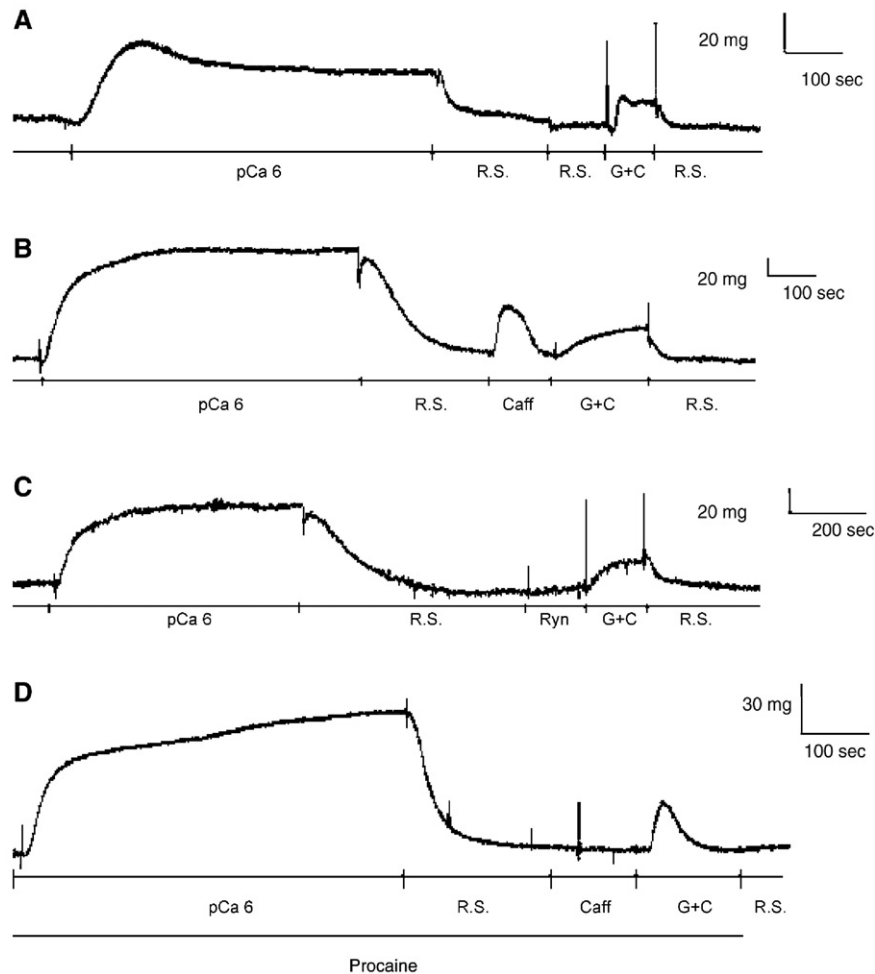 A
20 mg
100 sec
pCa 6 R.S. R.S. G+C R.S.
B
20 mg
100 sec
pCa 6 R.S. Caff G+C R.S.
C
20 mg
200 sec
pCa 6 R.S. Ryn G+C R.S.
D
30 mg
100 sec
pCa 6 R.S. Caff G+C R.S.
Procaine